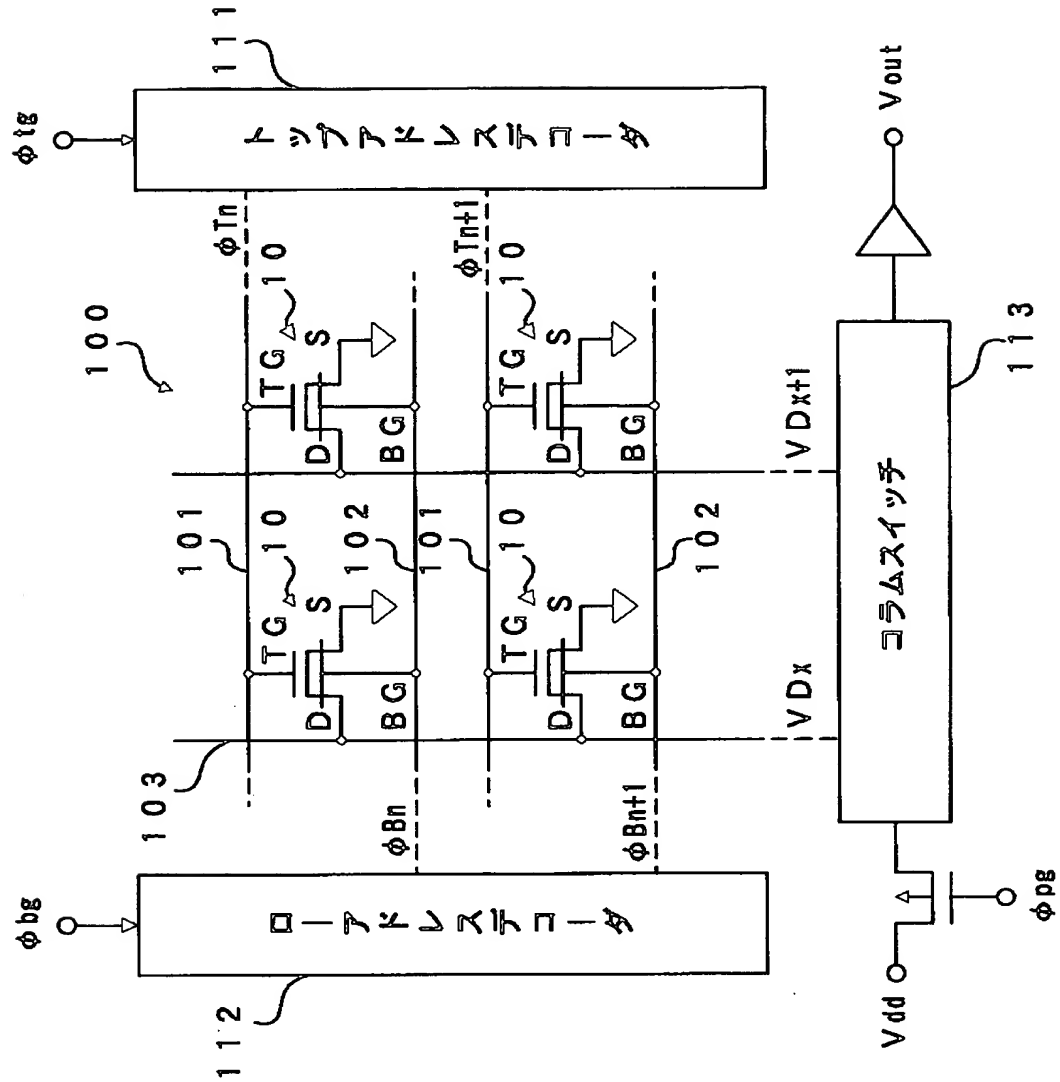 100
φtg
φbg
103
101
φTn
111
112
TG
10
D
S
BG
TG
10
D
S
BG
トップアドレスデコーダ
ローアドレスデコーダ
φBn
102
101
φTn+1
TG
10
D
S
BG
TG
10
D
S
BG
φBn+1
102
VDx
VDx+1
Vdd
φpg
コラムスイッチ
113
Vout